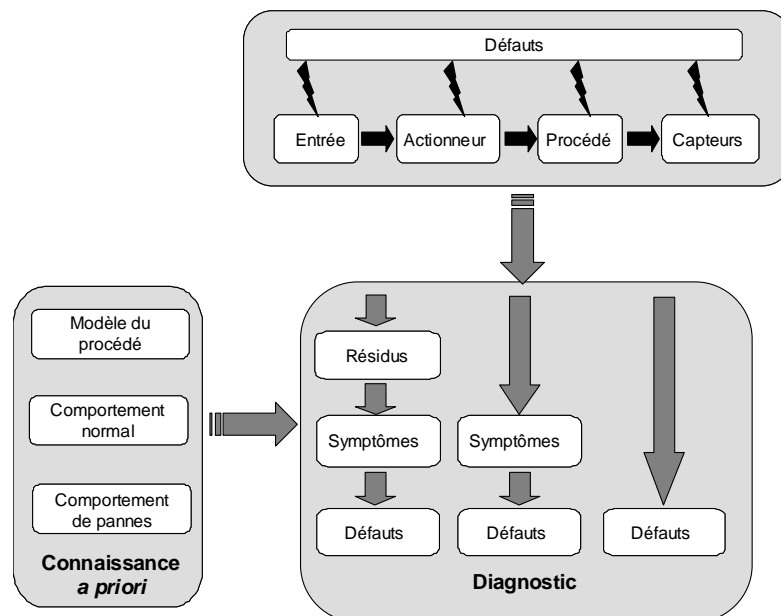 Défauts
Entrée
Actionneur
Procédé
Capteurs
Modèle du
procédé
Comportement
normal
Comportement
de pannes
Connaissance
a priori
Résidus
Symptômes
Symptômes
Défauts
Défauts
Défauts
Diagnostic